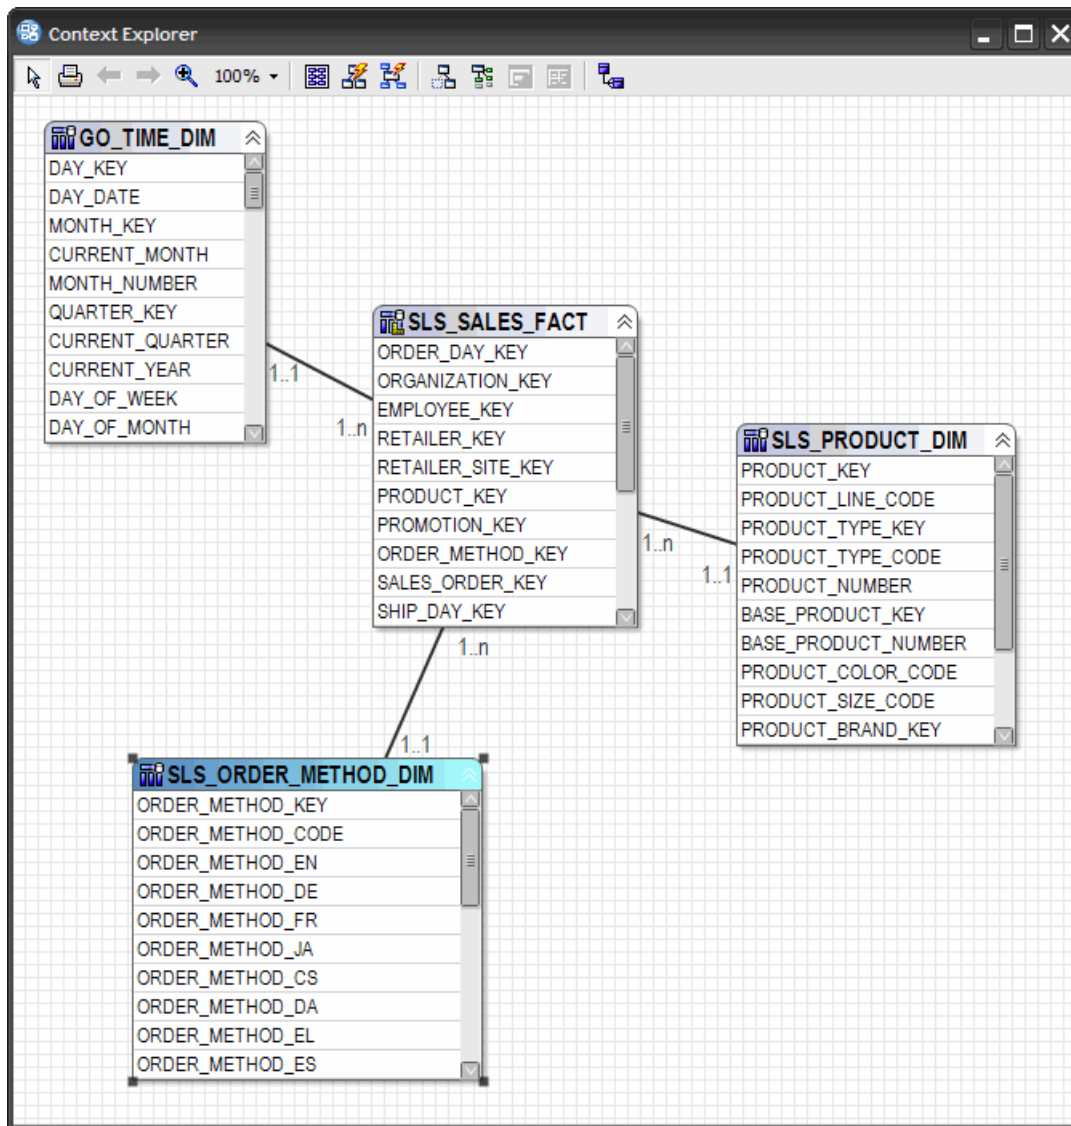 Context Explorer
100%
GO_TIME_DIM
DAY_KEY
DAY_DATE
MONTH_KEY
CURRENT_MONTH
MONTH_NUMBER
QUARTER_KEY
CURRENT_QUARTER
CURRENT_YEAR
DAY_OF_WEEK
DAY_OF_MONTH
1..1
1..n
SLS_SALES_FACT
ORDER_DAY_KEY
ORGANIZATION_KEY
EMPLOYEE_KEY
RETAILER_KEY
RETAILER_SITE_KEY
PRODUCT_KEY
PROMOTION_KEY
ORDER_METHOD_KEY
SALES_ORDER_KEY
SHIP_DAY_KEY
1..n
1..1
SLS_PRODUCT_DIM
PRODUCT_KEY
PRODUCT_LINE_CODE
PRODUCT_TYPE_KEY
PRODUCT_TYPE_CODE
PRODUCT_NUMBER
BASE_PRODUCT_KEY
BASE_PRODUCT_NUMBER
PRODUCT_COLOR_CODE
PRODUCT_SIZE_CODE
PRODUCT_BRAND_KEY
1..n
1..1
SLS_ORDER_METHOD_DIM
ORDER_METHOD_KEY
ORDER_METHOD_CODE
ORDER_METHOD_EN
ORDER_METHOD_DE
ORDER_METHOD_FR
ORDER_METHOD_JA
ORDER_METHOD_CS
ORDER_METHOD_DA
ORDER_METHOD_EL
ORDER_METHOD_ES